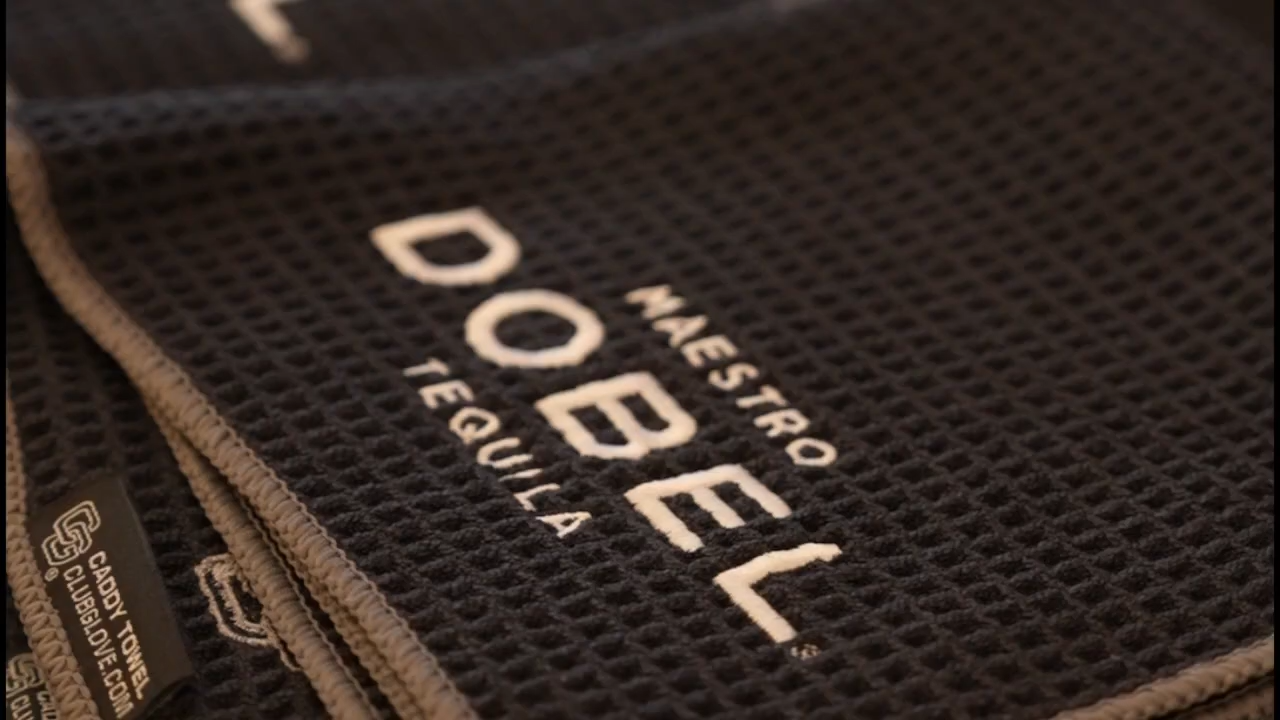 MAESTRO
DOBEL
TEQUILA
CADDY TOWEL
CLUBGLOVE.COM
L